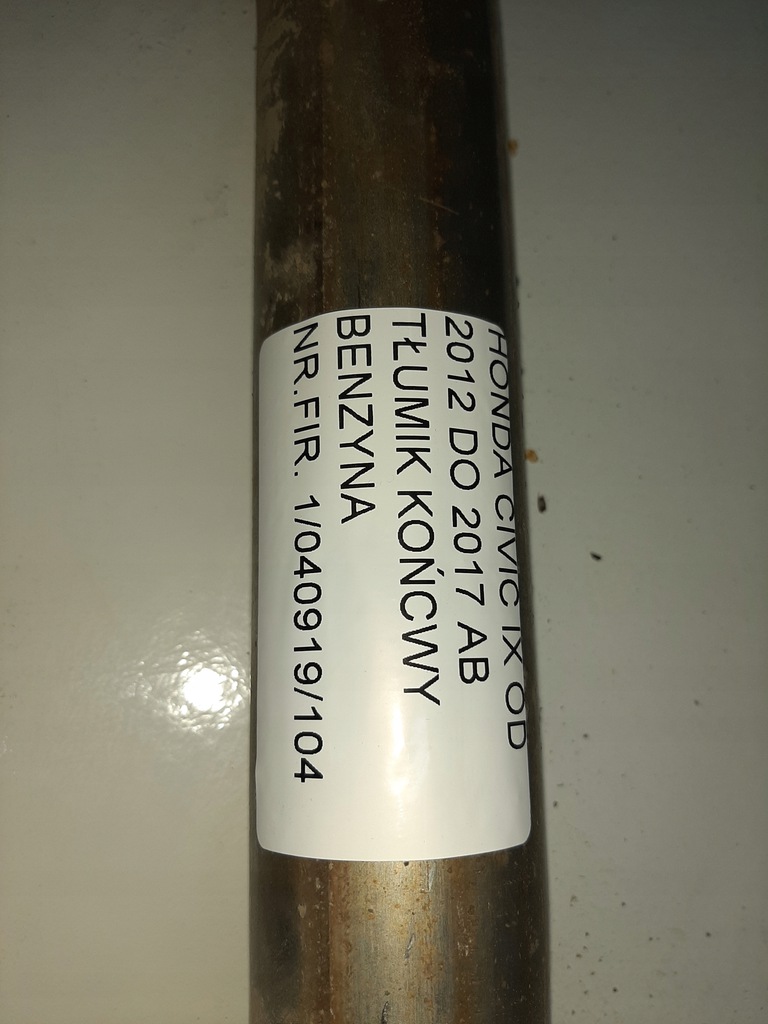 HONDA CIVIC IX OD
2012 DO 2017 AB
TŁUMIK KOŃCWY
BENZYNA
NR.FIR. 1/040919/104